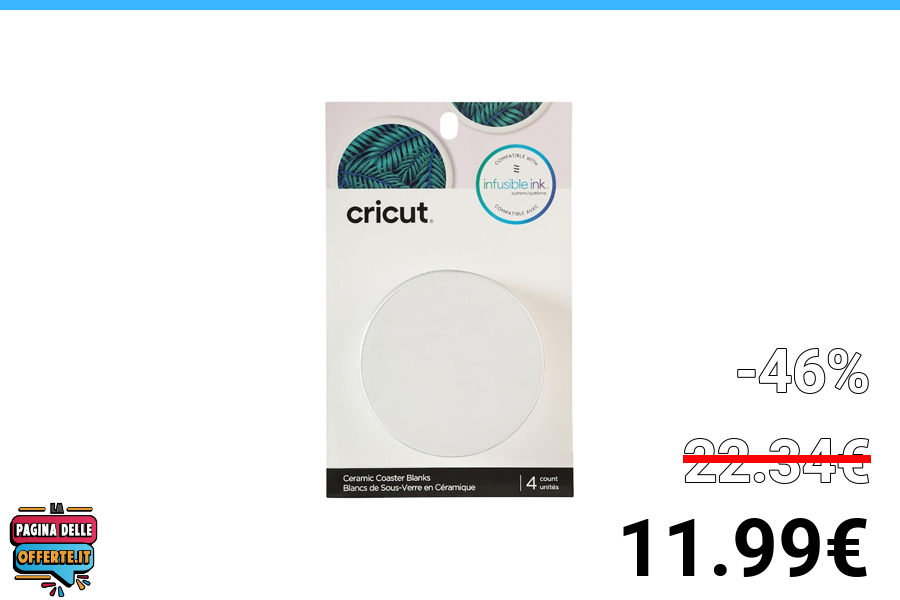 COMPATIBLE WITH
infusible ink™
system/système
COMPATIBLE AVEC
cricut
-46%
22.34€
Ceramic Coaster Blanks
Blancs de Sous-Verre en Céramique
4 count
unités
LA
PAGINA DELLE
OFFERTE.IT
11.99€